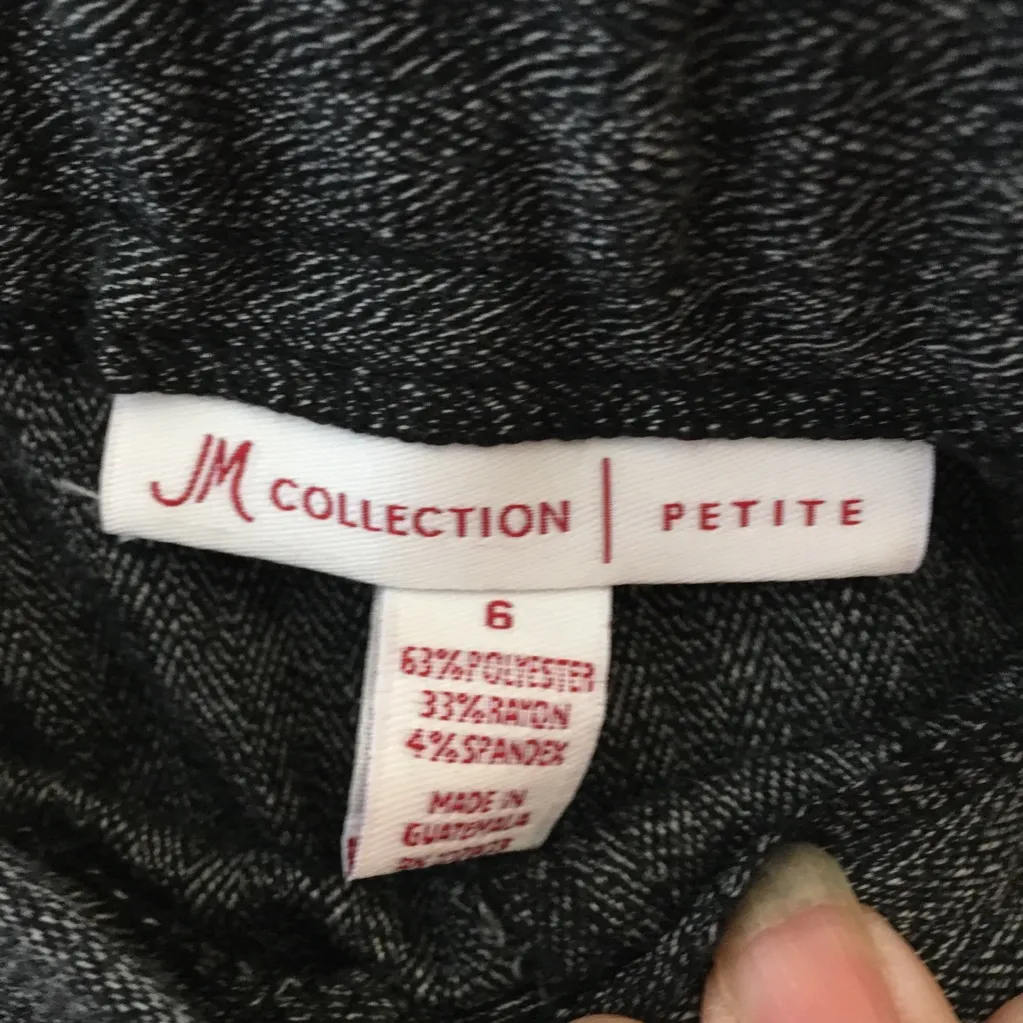 JM COLLECTION | PETITE
6
63%POLYESTER
33%RAYON
4%SPANDEX
MADE IN
GUATEMALA